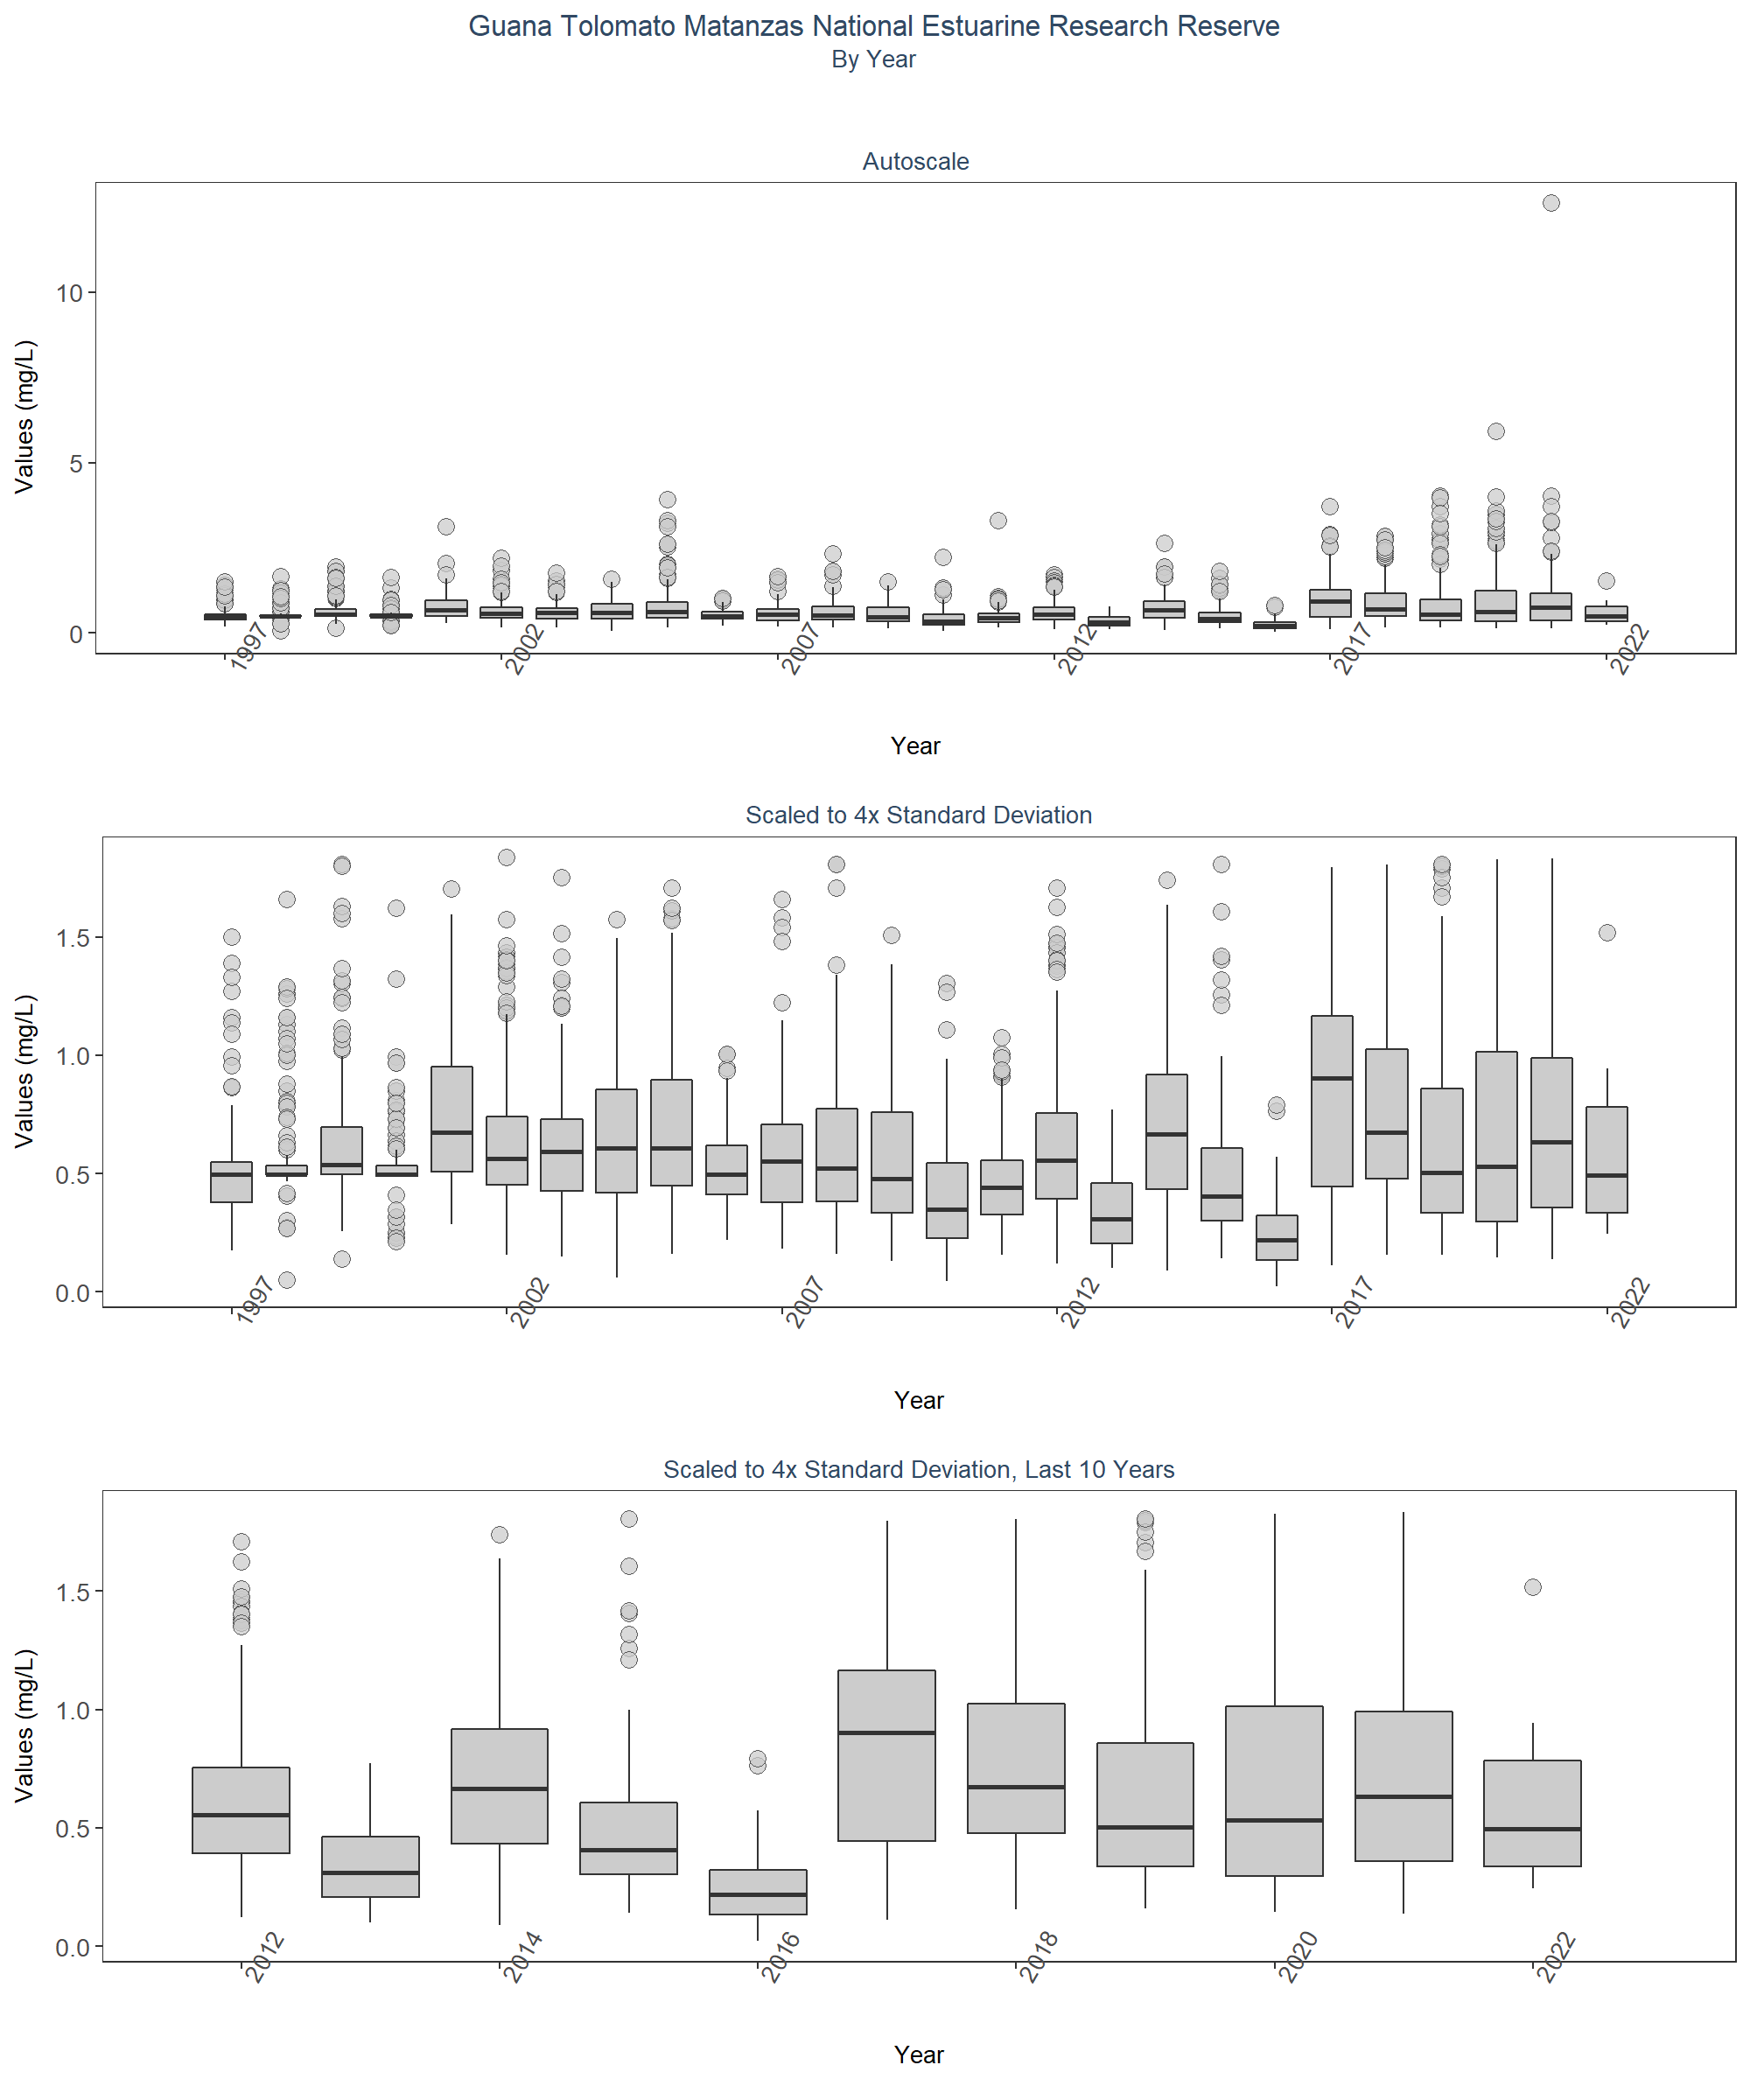 Guana Tolomato Matanzas National Estuarine Research Reserve
By Year
Autoscale
Values (mg/L)
10
5
0
1997 2002 2007 2012 2017 2022
Year
Scaled to 4x Standard Deviation
Values (mg/L)
1.5
1.0
0.5
0.0
1997 2002 2007 2012 2017 2022
Year
Scaled to 4x Standard Deviation, Last 10 Years
Values (mg/L)
1.5
1.0
0.5
0.0
2012 2014 2016 2018 2020 2022
Year